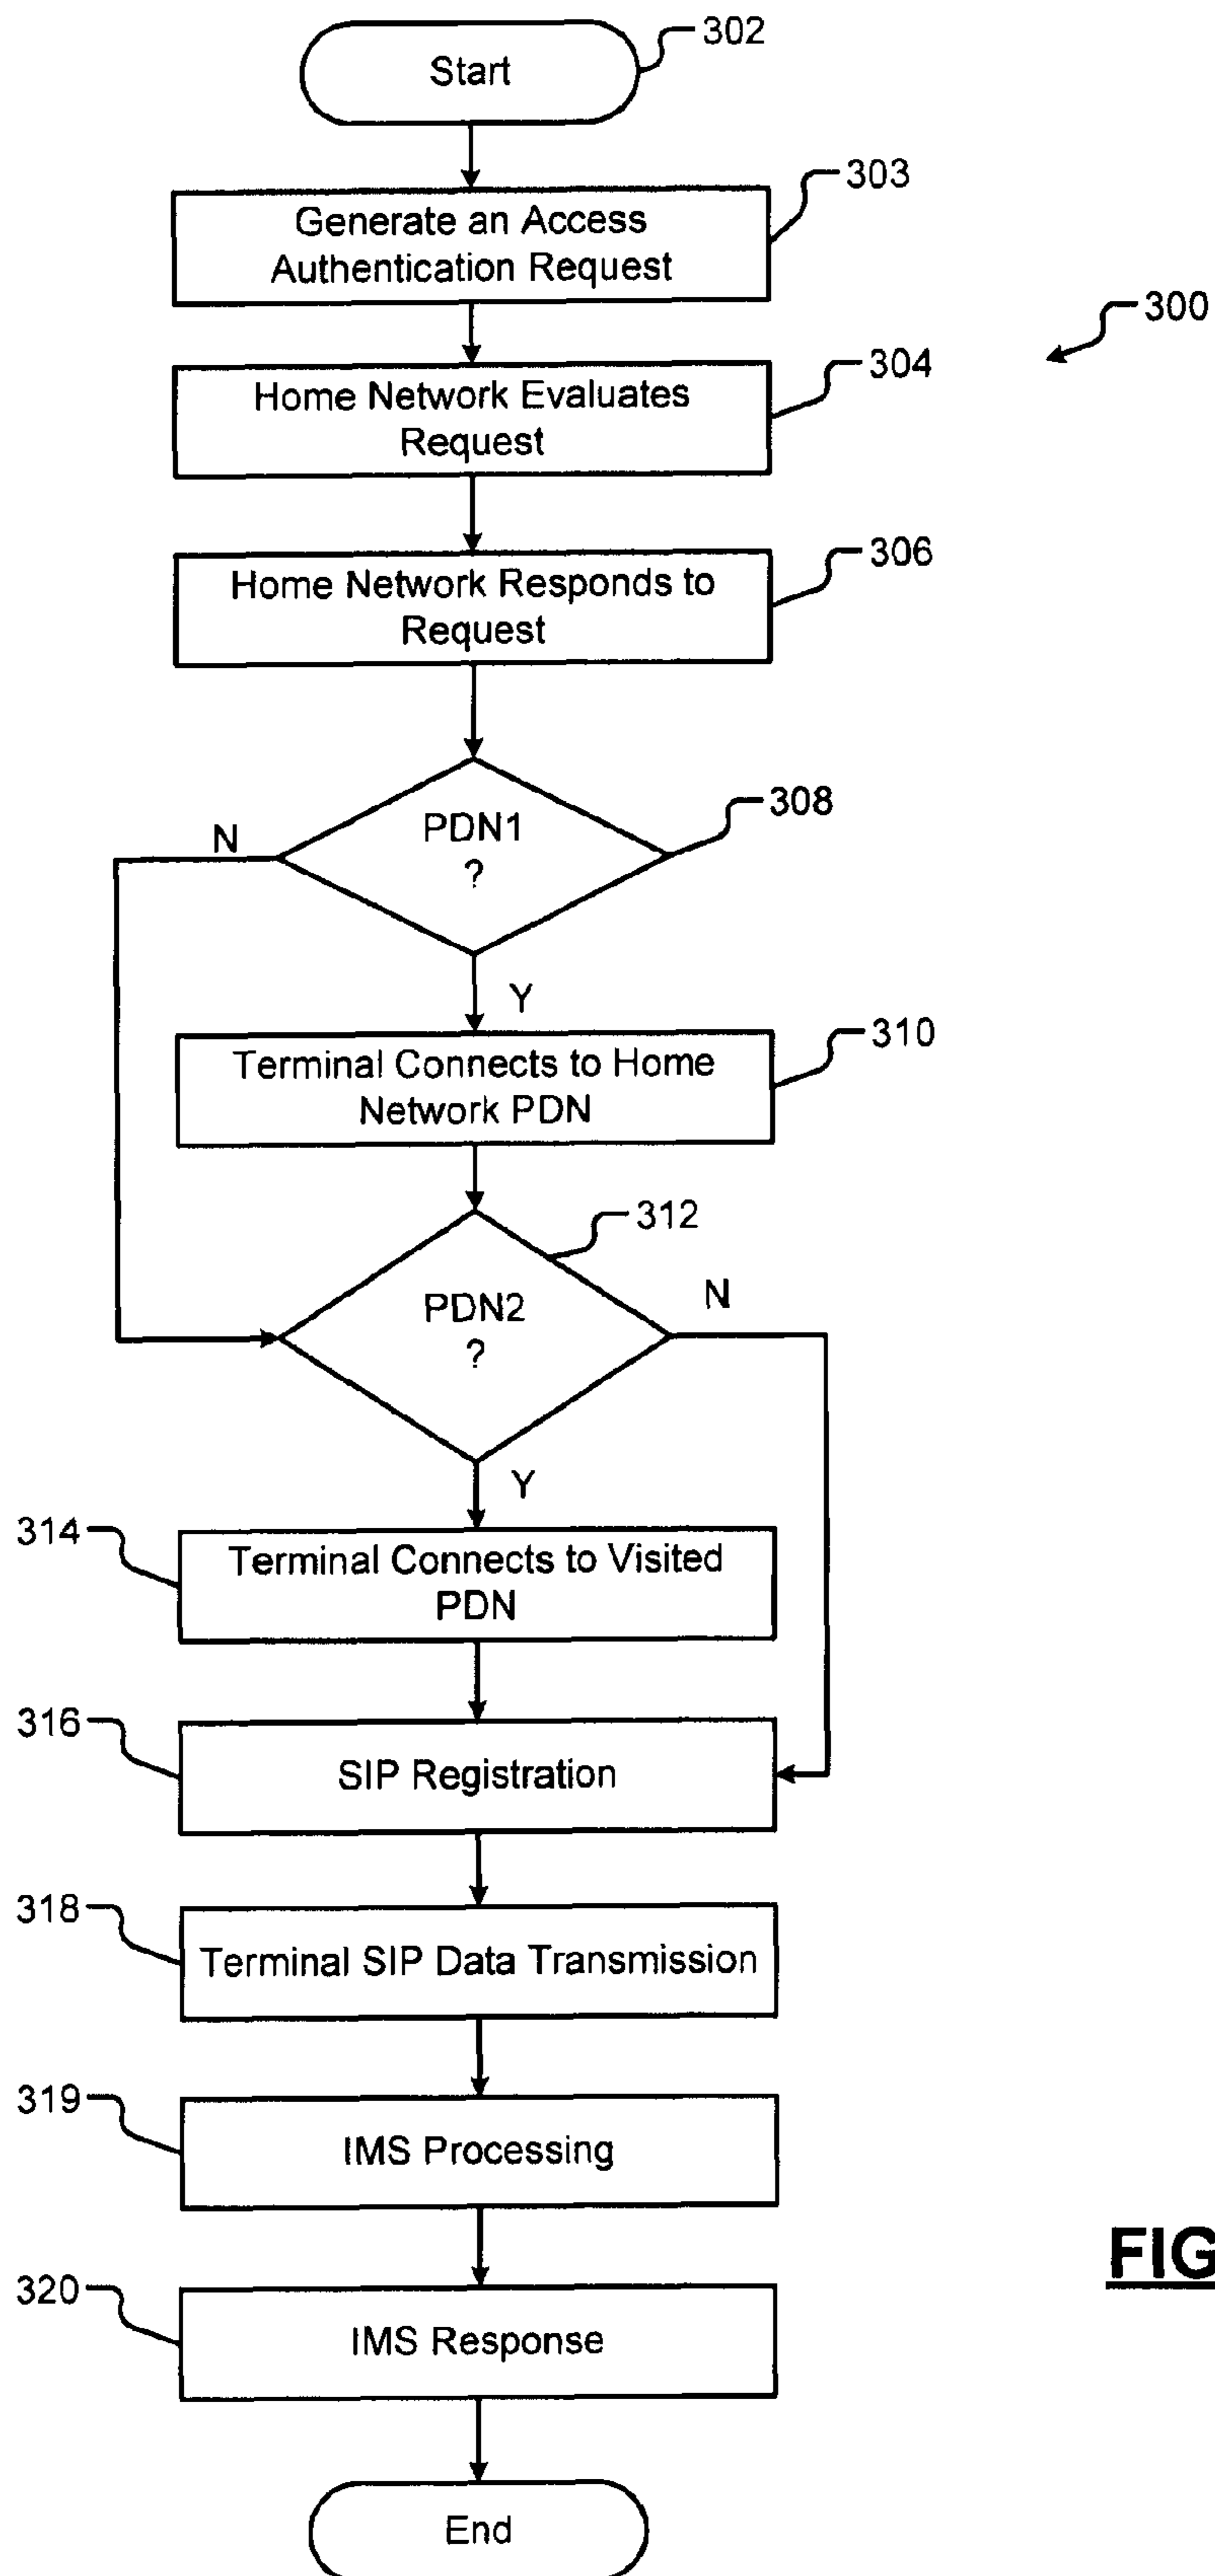 Start
302
Generate an Access
Authentication Request
303
300
Home Network Evaluates
Request
304
Home Network Responds to
Request
306
PDN1
?
308
N
Y
Terminal Connects to Home
Network PDN
310
PDN2
?
312
N
Y
314
Terminal Connects to Visited
PDN
316
SIP Registration
318
Terminal SIP Data Transmission
319
IMS Processing
FIG
320
IMS Response
End